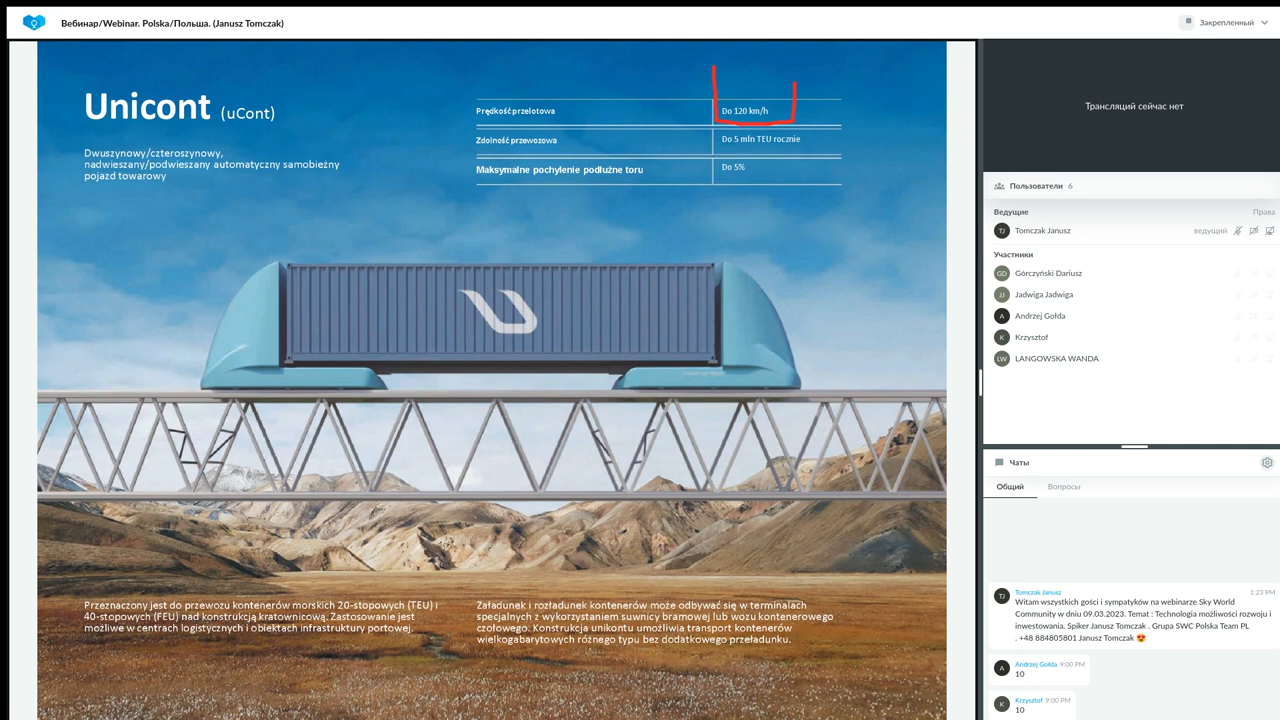 Вебинар/Webinar. Polska/Польша. (Janusz Tomczak)
Закрепленный
Unicont (uCont)
Dwuszynowy/czteroszynowy,
nadwieszany/podwieszany automatyczny samobieżny
pojazd towarowy
Prędkość przelotowa
Do 120 km/h
Zdolność przewozowa
Do 5 mln TEU rocznie
Maksymalne pochylenie podłużne toru
Do 5%
Przeznaczony jest do przewozu kontenerów morskich 20-stopowych (TEU) i
40-stopowych (FEU) nad konstrukcją kratownicową. Zastosowanie jest
możliwe w centrach logistycznych i obiektach infrastruktury portowej.
Załadunek i rozładunek kontenerów może odbywać się w terminalach
specjalnych z wykorzystaniem suwnicy bramowej lub wózka kontenerowego
czołowego. Konstrukcja unikontu umożliwia transport kontenerów
wielkogabarytowych różnego typu bez dodatkowego przeładunku.
Трансляций сейчас нет
Пользователи 6
Ведущие
Права
TJ
Tomczak Janusz
ведущий
Участники
GD
Górczyński Dariusz
JJ
Jadwiga Jadwiga
A
Andrzej Gołda
K
Krzysztof
LW
LANGOWSKA WANDA
Чаты
Общий
Вопросы
TJ
Tomczak Janusz
1:23 PM
Witam wszystkich gości i sympatyków na webinarze Sky World
Community w dniu 09.03.2023. Temat : Technologia możliwości rozwoju i
inwestowania. Spiker Janusz Tomczak . Grupa SWC Polska Team PL
. +48 884805801 Janusz Tomczak 😍
A
Andrzej Gołda 9:00 PM
10
K
Krzysztof 9:00 PM
10